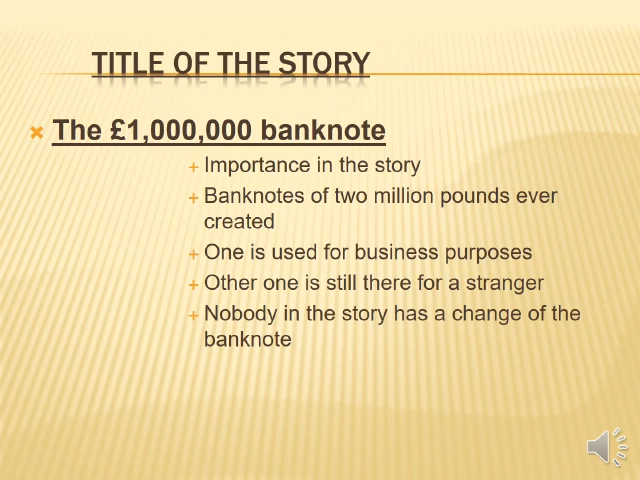 TITLE OF THE STORY
The £1,000,000 banknote
Importance in the story
Banknotes of two million pounds ever
created
One is used for business purposes
Other one is still there for a stranger
Nobody in the story has a change of the
banknote